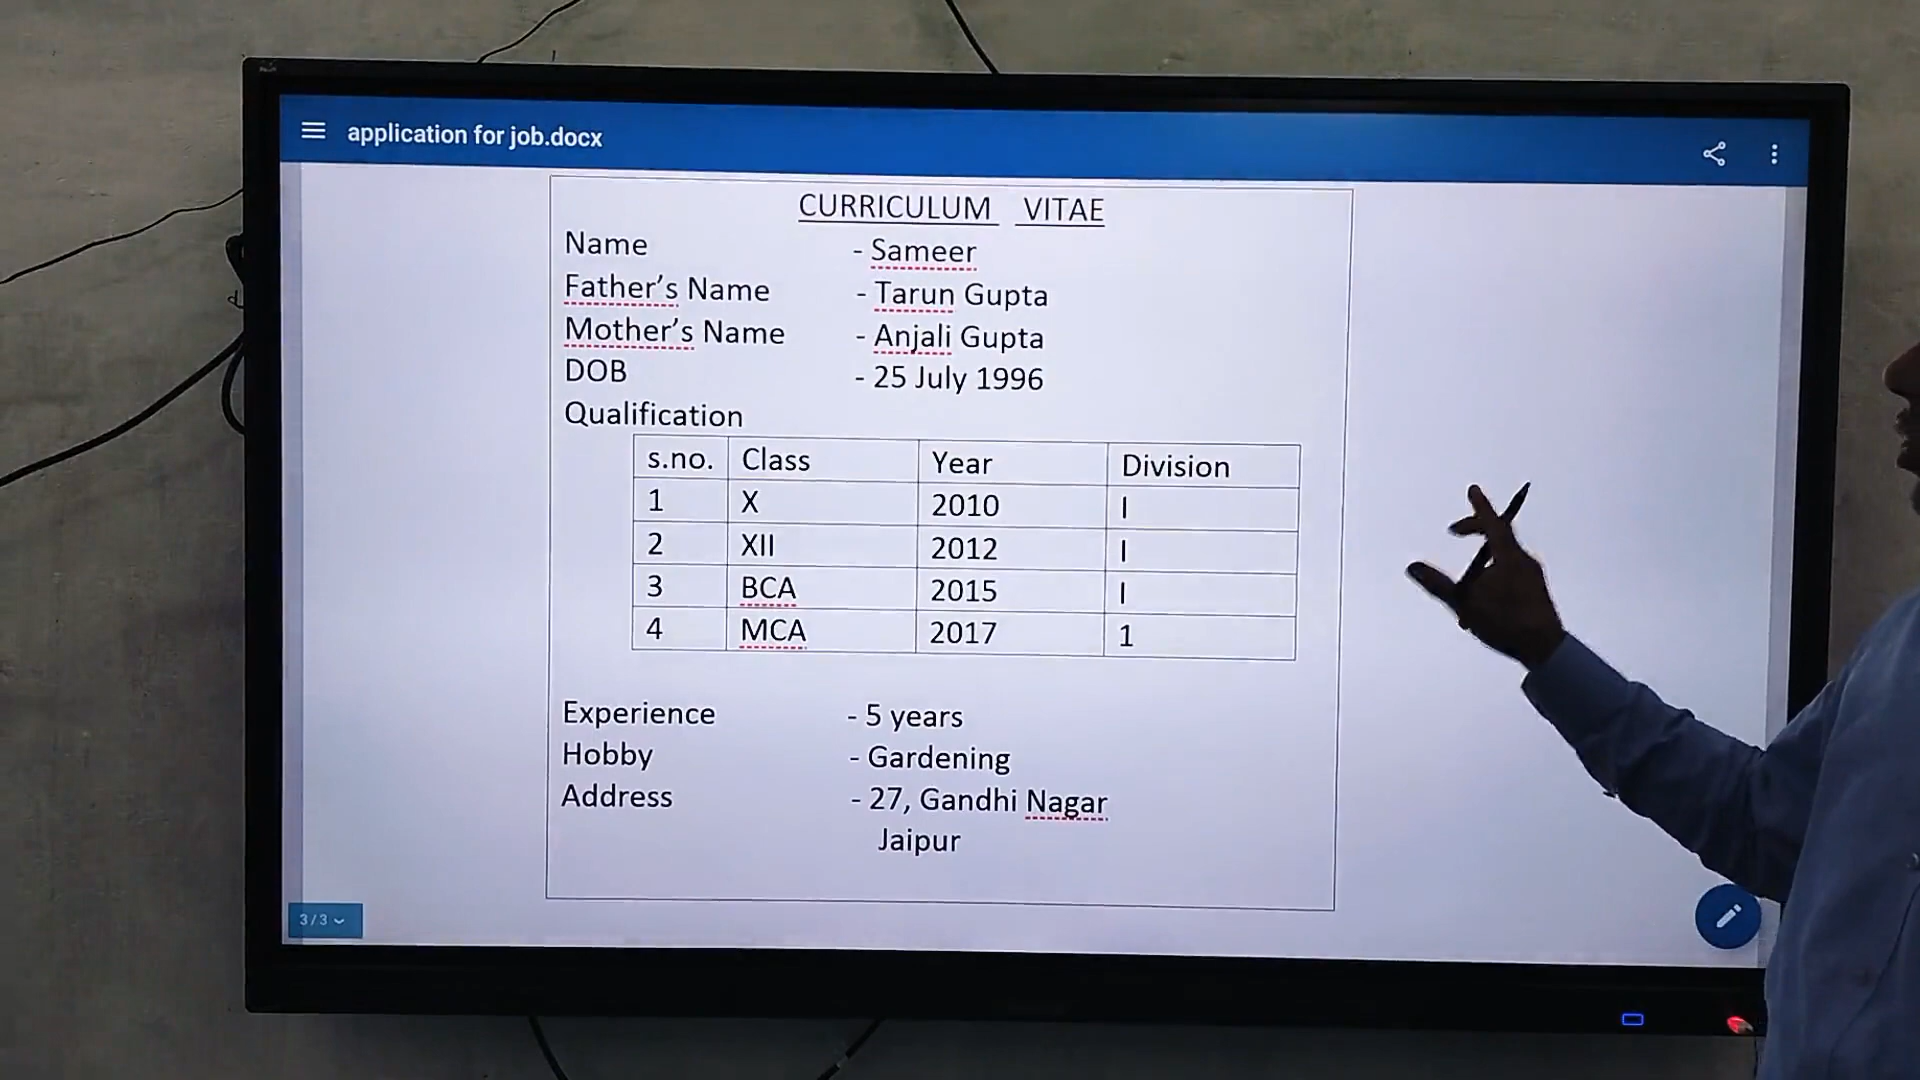 application for job.docx
CURRICULUM VITAE
Name - Sameer
Father's Name - Tarun Gupta
Mother's Name - Anjali Gupta
DOB - 25 July 1996
Qualification
s.no. Class Year Division
1 X 2010 I
2 XII 2012 I
3 BCA 2015 I
4 MCA 2017 1
Experience - 5 years
Hobby - Gardening
Address - 27, Gandhi Nagar
Jaipur
3/3